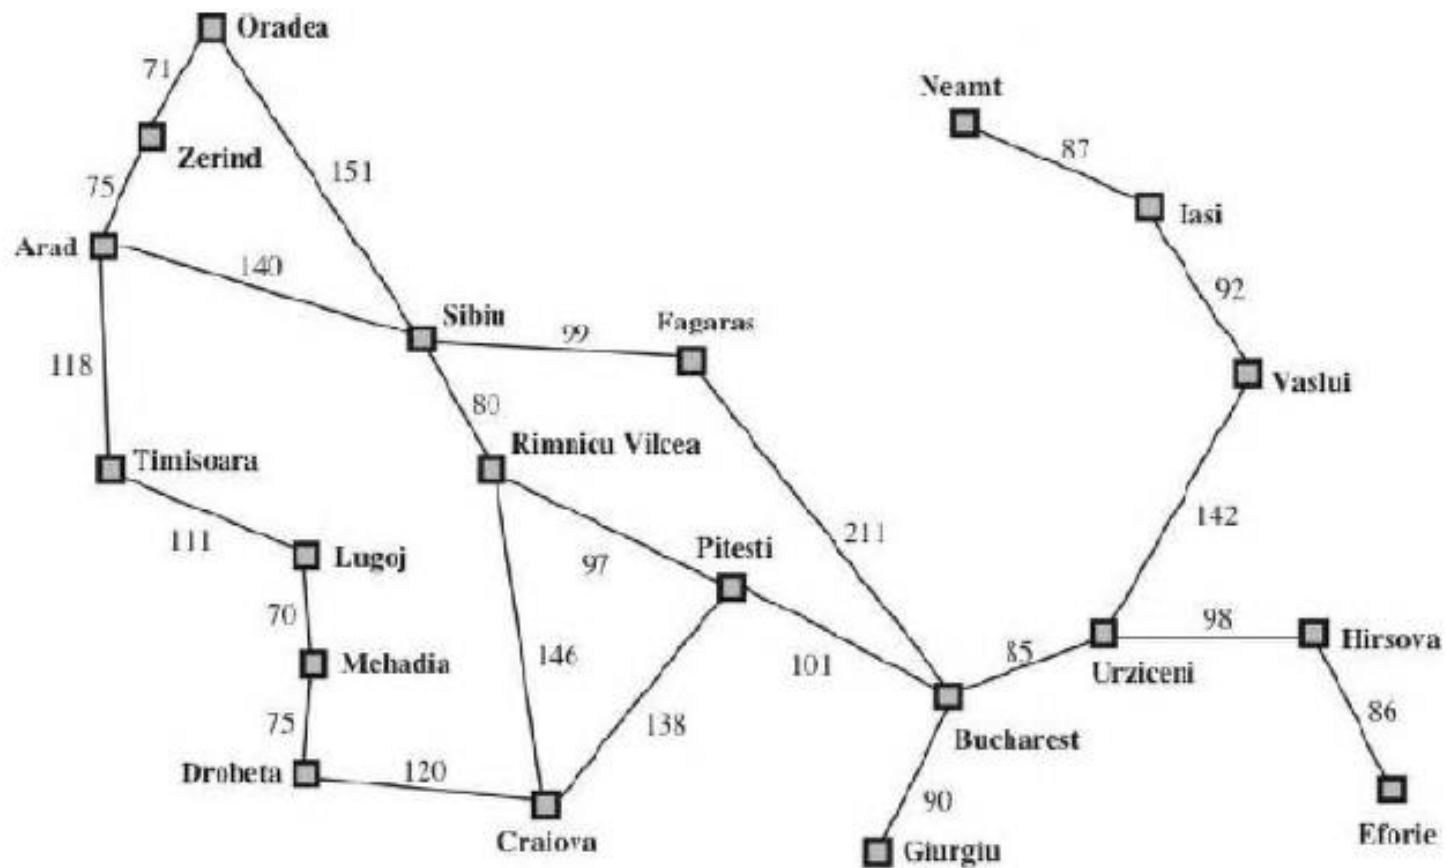 Oradea
71
Neamt
87
Zerind
151
75
Iasi
Arad
140
92
Sibiu
Fagaras
99
118
Vaslui
80
Rimnicu Vilcea
Timisoara
142
111
211
Pitesti
Lugoj
97
98
70
Hirsova
85
Mehadia
146
101
Urziceni
86
75
138
Bucharest
Drobeta
120
90
Craiova
Giurgiu
Eforie